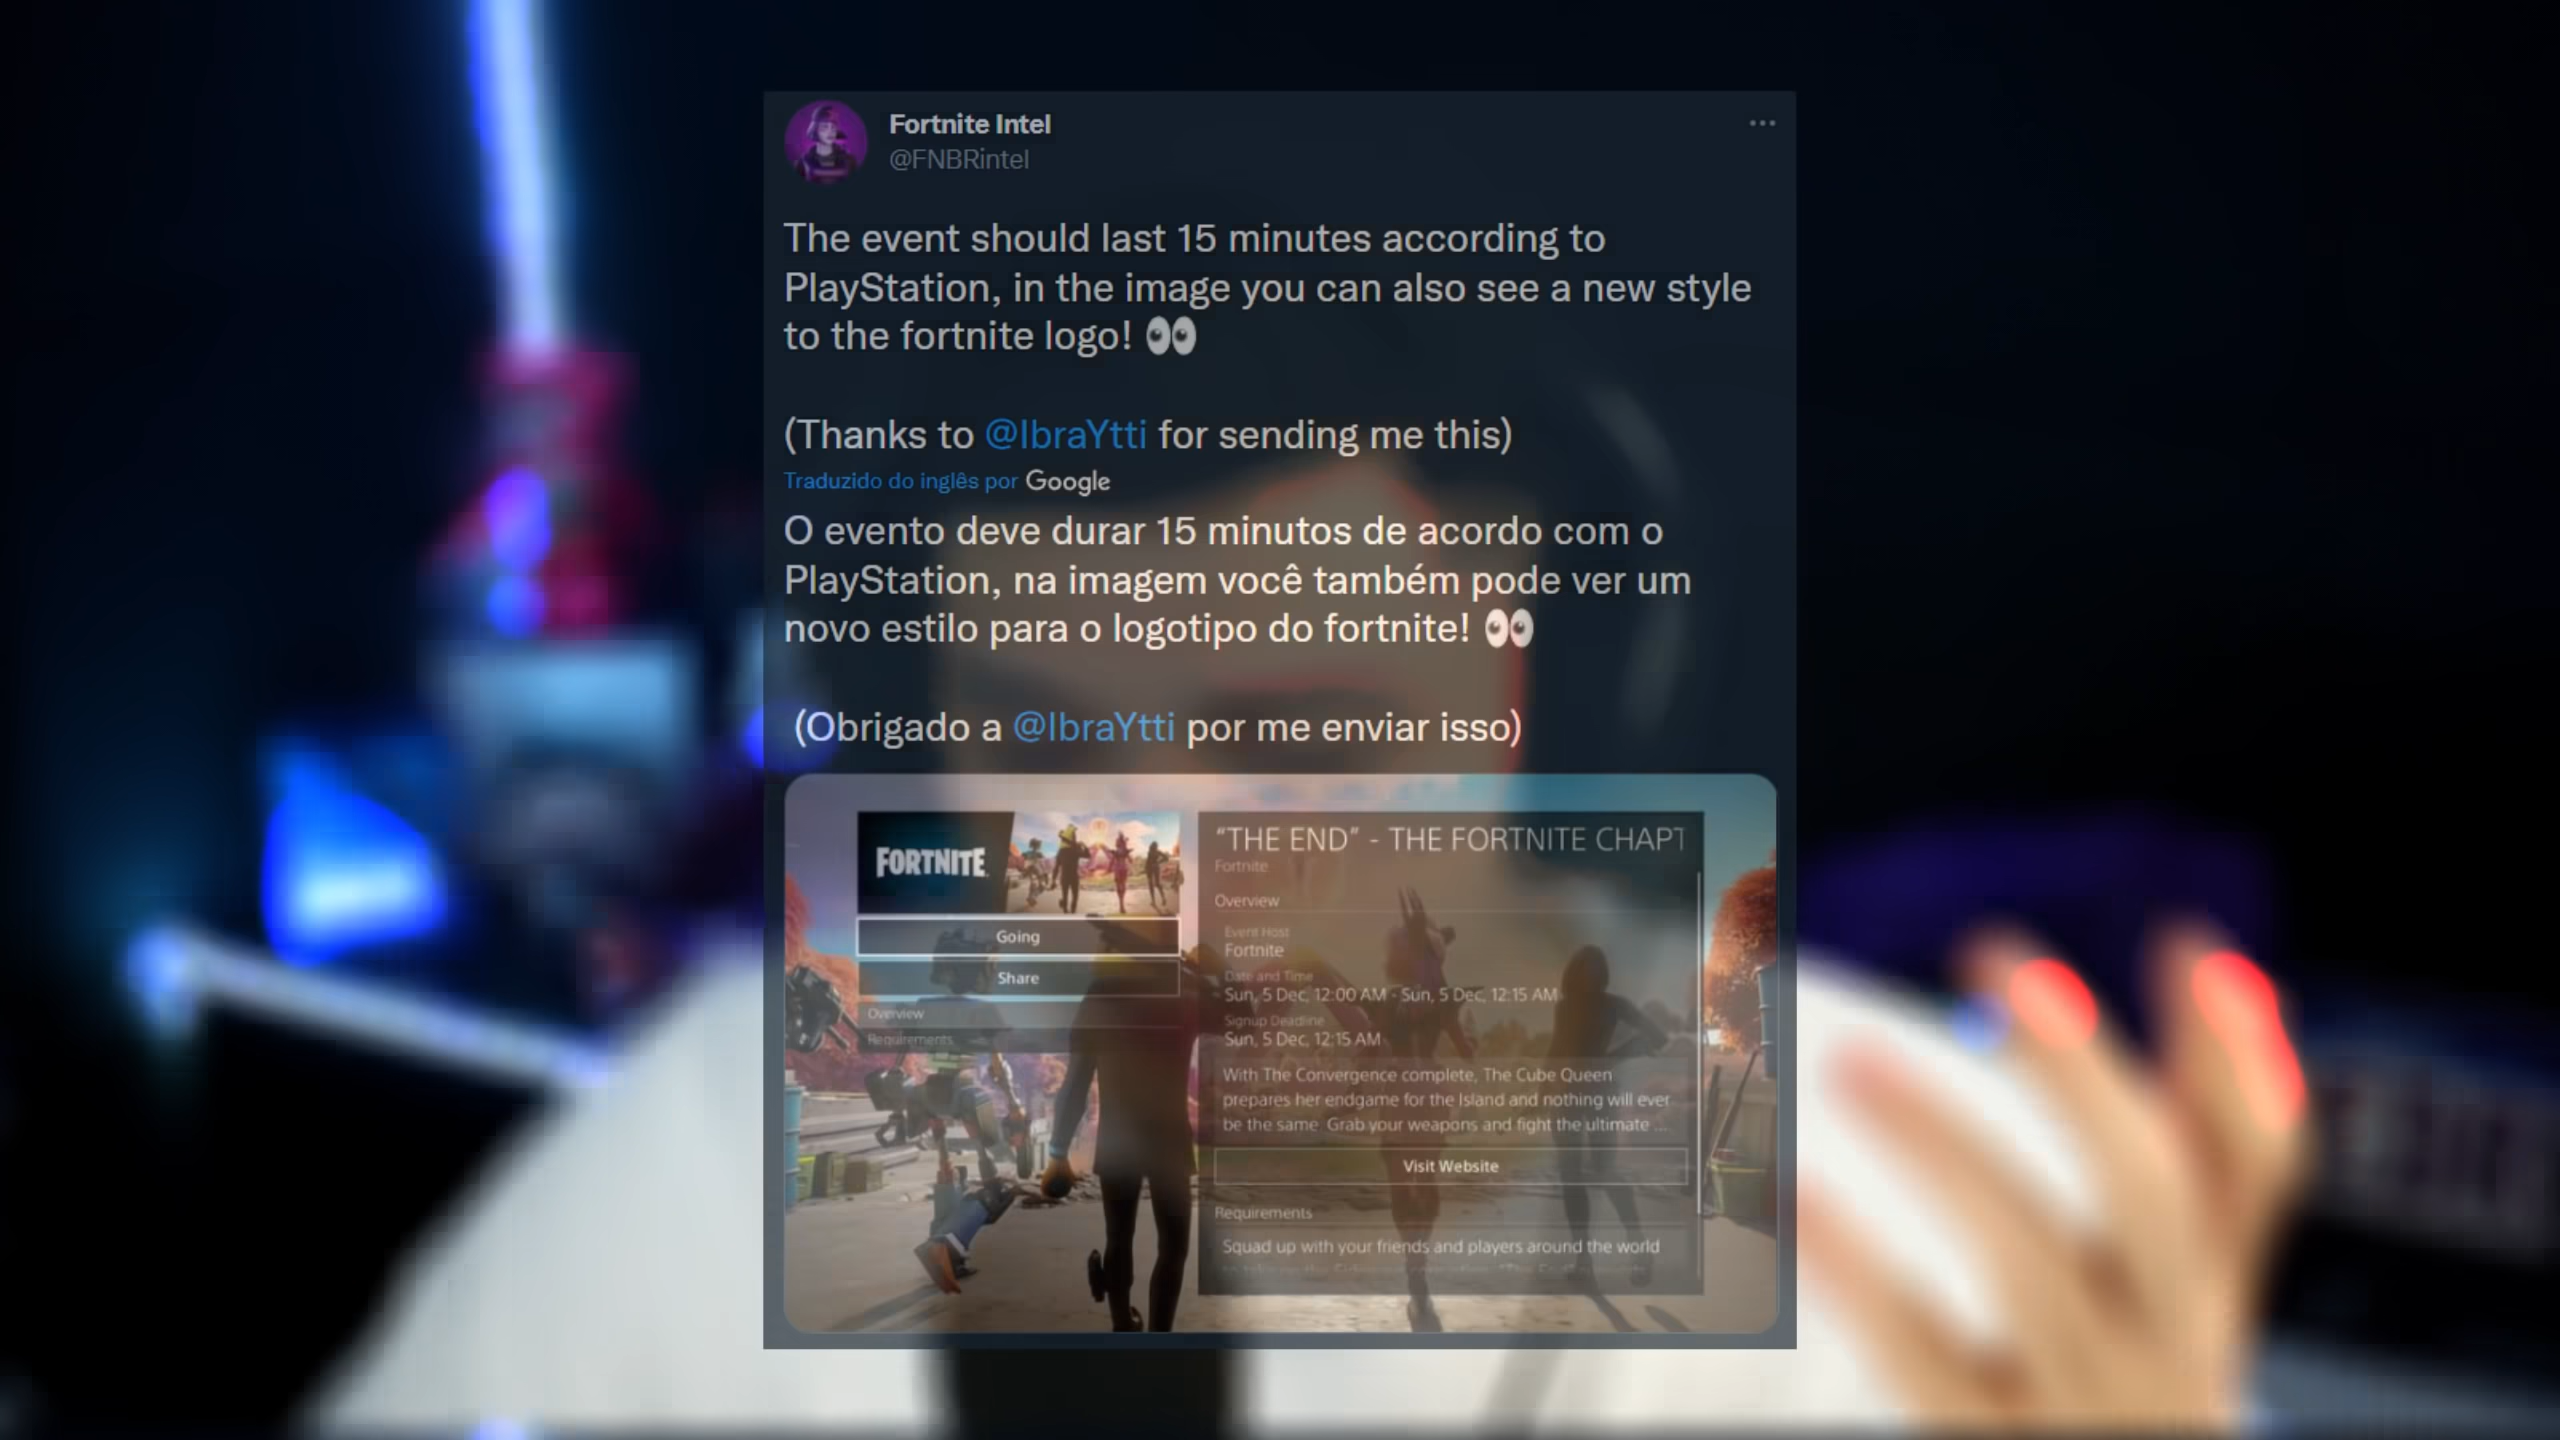 Fortnite Intel
@FNBRintel
The event should last 15 minutes according to
PlayStation, in the image you can also see a new style
to the fortnite logo! 👀
(Thanks to @IbraYtti for sending me this)
Traduzido do inglês por Google
O evento deve durar 15 minutos de acordo com o
PlayStation, na imagem você também pode ver um
novo estilo para o logotipo do fortnite! 👀
(Obrigado a @IbraYtti por me enviar isso)
FORTNITE
Going
Share
Overview
Requirements
“THE END” - THE FORTNITE CHAPT
Fortnite
Overview
Event Host
Fortnite
Date and Time
Sun, 5 Dec, 12:00 AM - Sun, 5 Dec, 12:15 AM
Signup Deadline
Sun, 5 Dec, 12:15 AM
With The Convergence complete, The Cube Queen
prepares her endgame for the Island and nothing will ever
be the same. Grab your weapons and fight the ultimate ...
Visit Website
Requirements
Squad up with your friends and players around the world